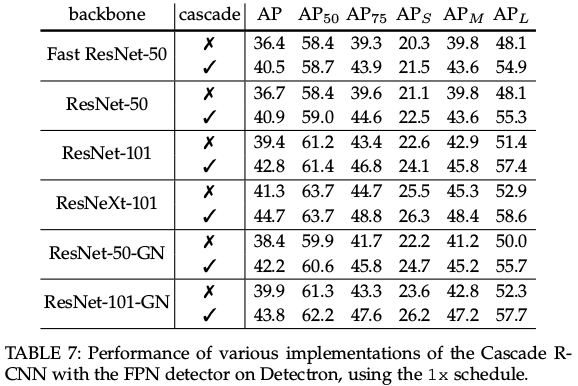 backbone cascade AP AP50 AP75 APS APM APL
Fast ResNet-50 ✗ 36.4 58.4 39.3 20.3 39.8 48.1
✓ 40.5 58.7 43.9 21.5 43.6 54.9
ResNet-50 ✗ 36.7 58.4 39.6 21.1 39.8 48.1
✓ 40.9 59.0 44.6 22.5 43.6 55.3
ResNet-101 ✗ 39.4 61.2 43.4 22.6 42.9 51.4
✓ 42.8 61.4 46.8 24.1 45.8 57.4
ResNeXt-101 ✗ 41.3 63.7 44.7 25.5 45.3 52.9
✓ 44.7 63.7 48.8 26.3 48.4 58.6
ResNet-50-GN ✗ 38.4 59.9 41.7 22.2 41.2 50.0
✓ 42.2 60.6 45.8 24.7 45.2 55.7
ResNet-101-GN ✗ 39.9 61.3 43.3 23.6 42.8 52.3
✓ 43.8 62.2 47.6 26.2 47.2 57.7
TABLE 7: Performance of various implementations of the Cascade R-
CNN with the FPN detector on Detectron, using the 1x schedule.